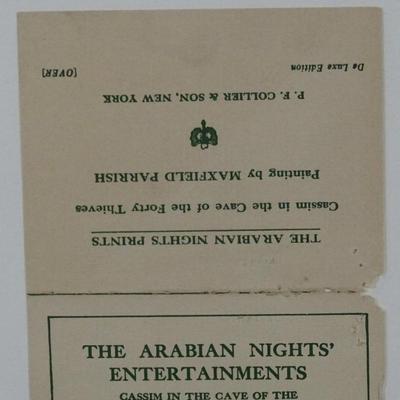 THE ARABIAN NIGHTS PRINTS
Cassim in the Cave of the Forty Thieves
Painting by MAXFIELD PARRISH
P. F. COLLIER & SON, NEW YORK
De Luxe Edition [OVER]
THE ARABIAN NIGHTS'
ENTERTAINMENTS
CASSIM IN THE CAVE OF THE